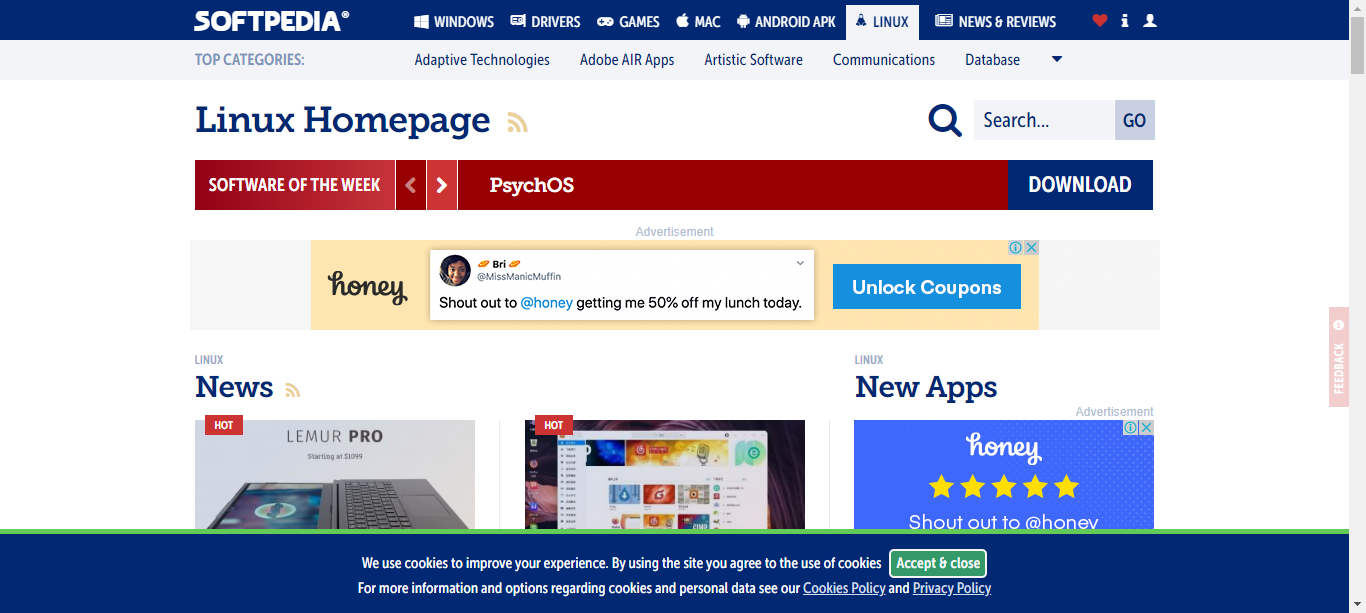 SOFTPEDIA®
WINDOWS DRIVERS GAMES MAC ANDROID APK LINUX NEWS & REVIEWS
TOP CATEGORIES: Adaptive Technologies Adobe AIR Apps Artistic Software Communications Database
Linux Homepage
Search... GO
SOFTWARE OF THE WEEK < > PsychOS DOWNLOAD
Advertisement
honey
Bri
@MissManicMuffin
Shout out to @honey getting me 50% off my lunch today.
Unlock Coupons
FEEDBACK
LINUX
News
LINUX
New Apps
Advertisement
HOT
LEMUR PRO
Starting at $1099
HOT
honey
Shout out to @honey
We use cookies to improve your experience. By using the site you agree to the use of cookies Accept & close
For more information and options regarding cookies and personal data see our Cookies Policy and Privacy Policy